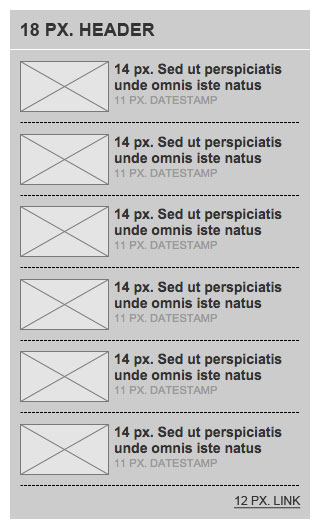 18 PX. HEADER
14 px. Sed ut perspiciatis
unde omnis iste natus
11 PX. DATESTAMP
14 px. Sed ut perspiciatis
unde omnis iste natus
11 PX. DATESTAMP
14 px. Sed ut perspiciatis
unde omnis iste natus
11 PX. DATESTAMP
14 px. Sed ut perspiciatis
unde omnis iste natus
11 PX. DATESTAMP
14 px. Sed ut perspiciatis
unde omnis iste natus
11 PX. DATESTAMP
14 px. Sed ut perspiciatis
unde omnis iste natus
11 PX. DATESTAMP
12 PX. LINK